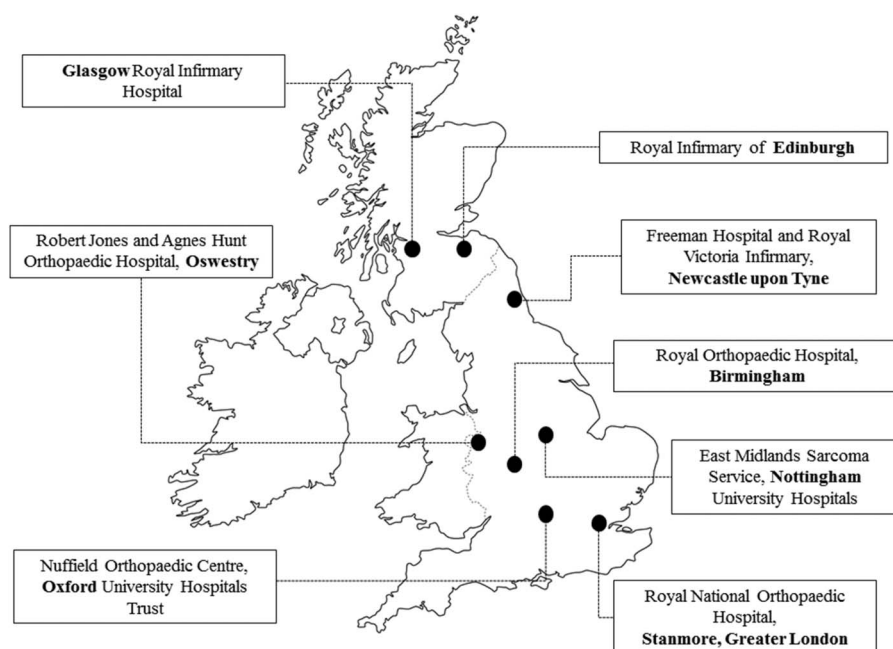 Glasgow Royal Infirmary
Hospital
Royal Infirmary of Edinburgh
Robert Jones and Agnes Hunt
Orthopaedic Hospital, Oswestry
Freeman Hospital and Royal
Victoria Infirmary,
Newcastle upon Tyne
Royal Orthopaedic Hospital,
Birmingham
East Midlands Sarcoma
Service, Nottingham
University Hospitals
Nuffield Orthopaedic Centre,
Oxford University Hospitals
Trust
Royal National Orthopaedic
Hospital,
Stanmore, Greater London